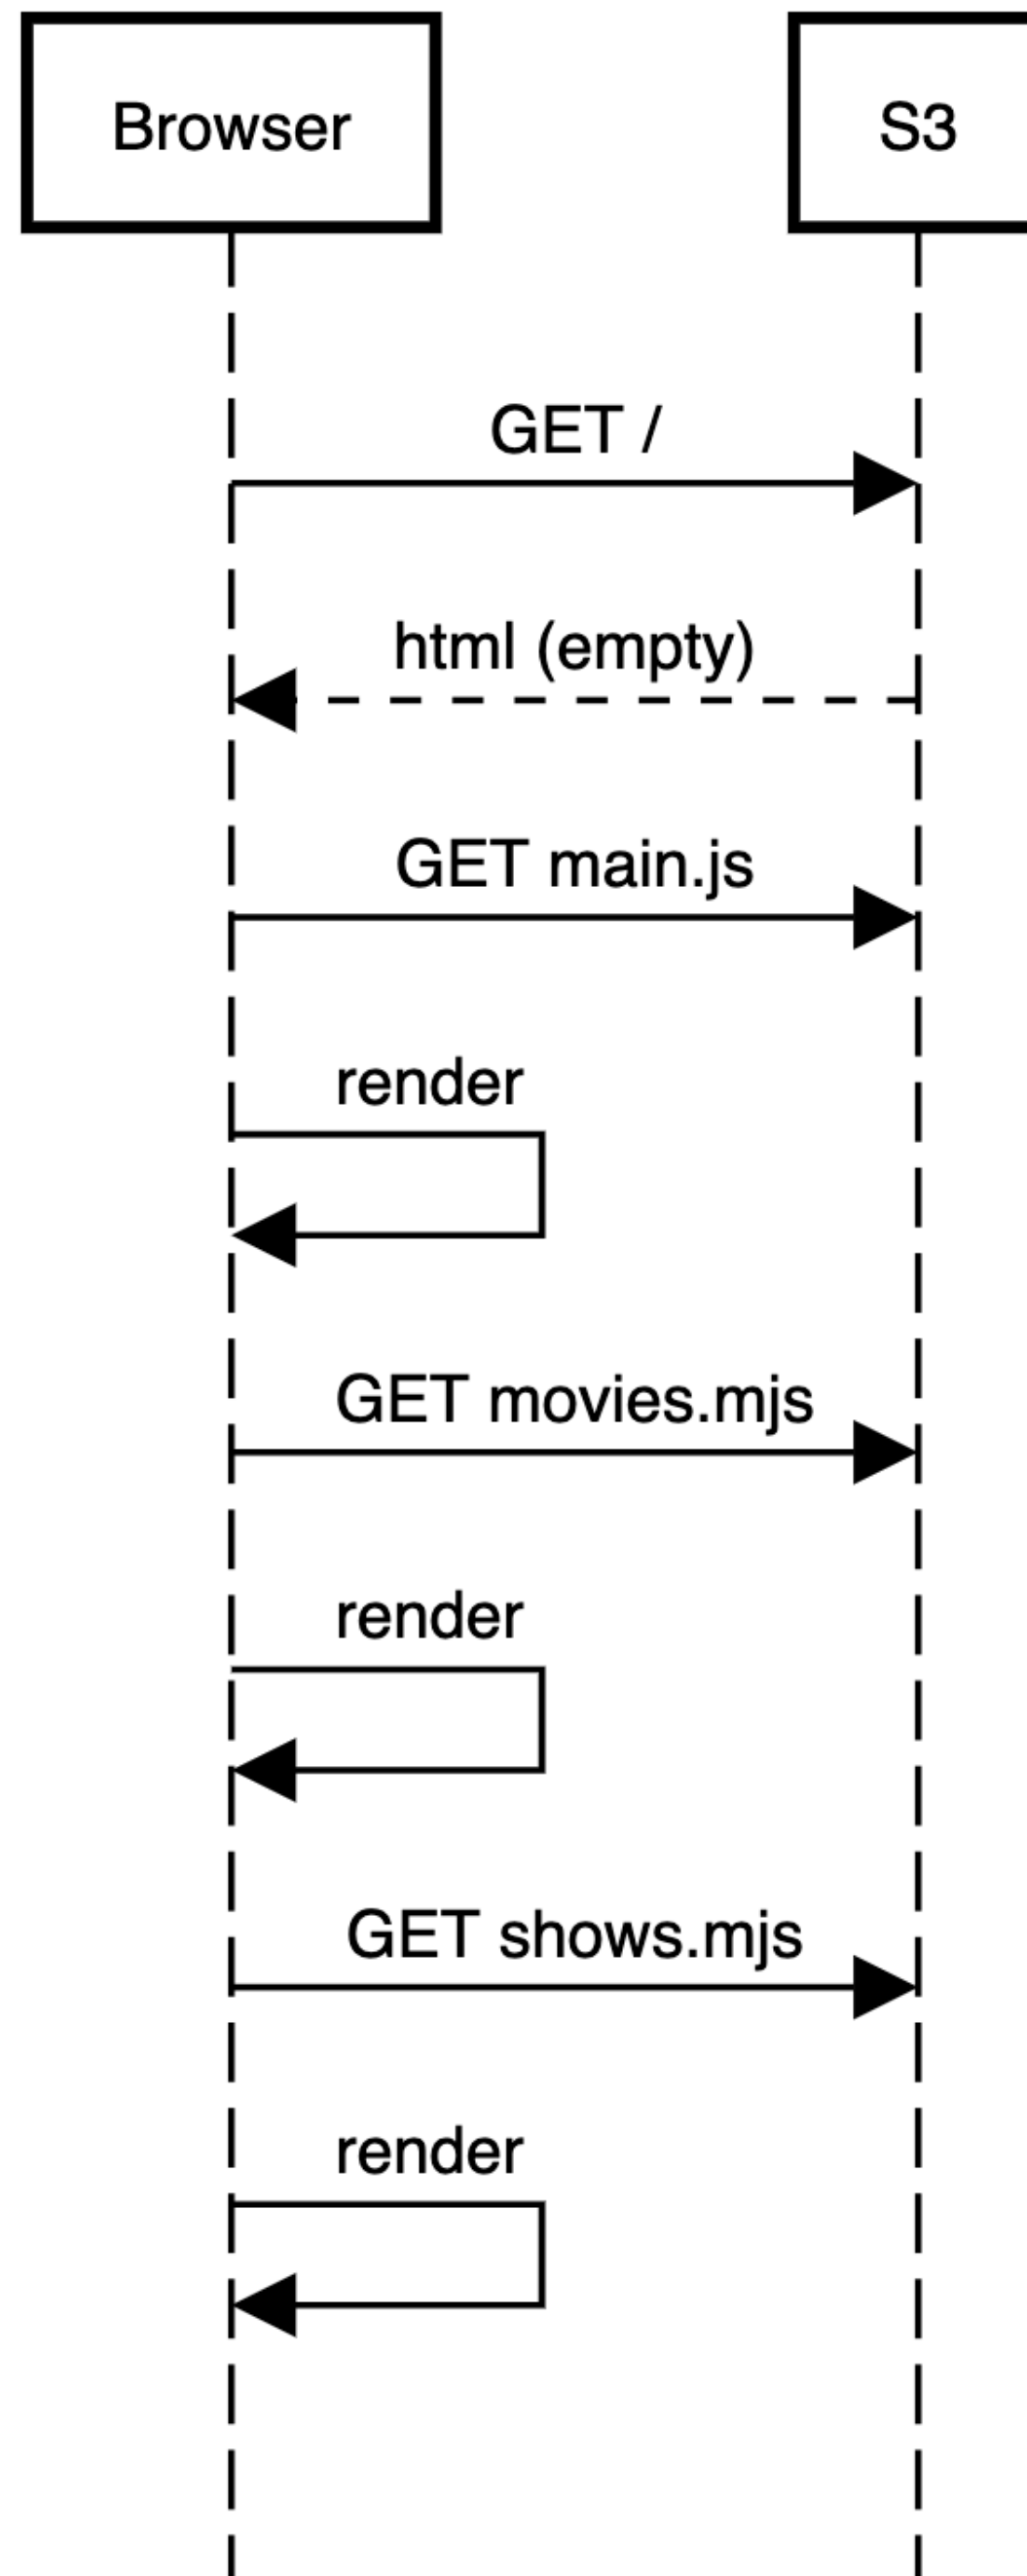 Browser
S3
GET /
html (empty)
GET main.js
render
GET movies.mjs
render
GET shows.mjs
render